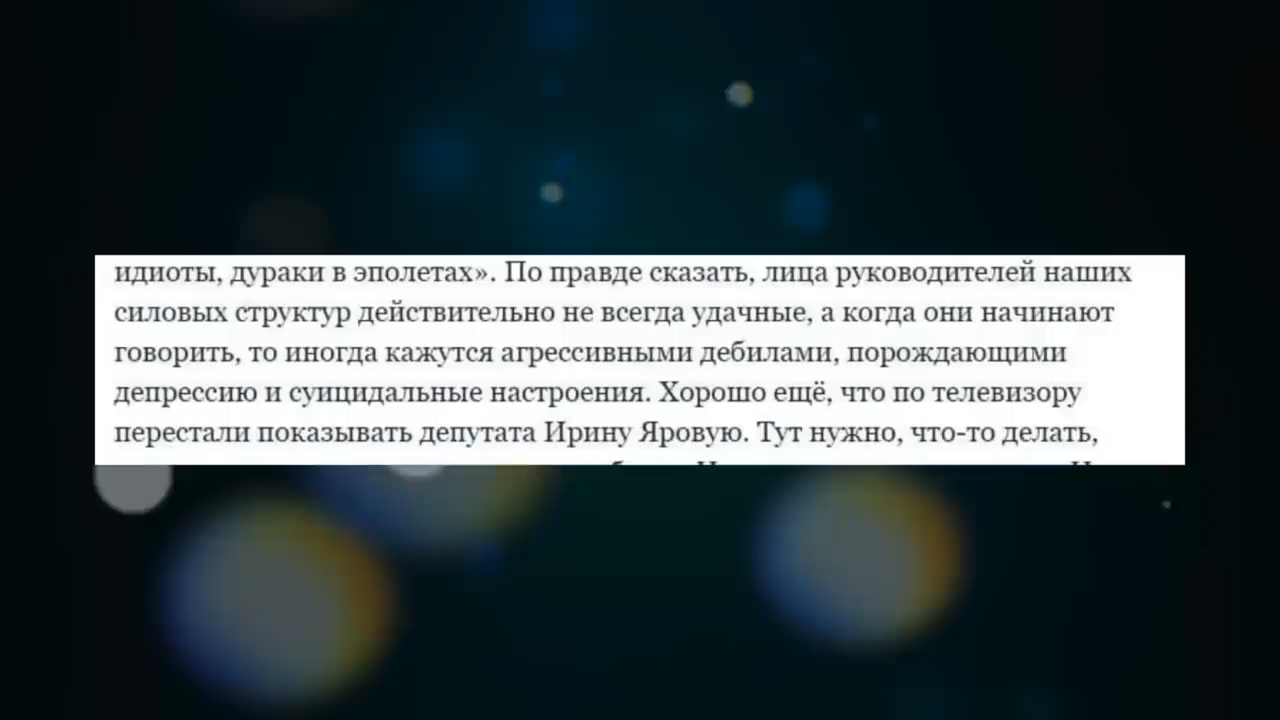 идиоты, дураки в эполетах». По правде сказать, лица руководителей наших
силовых структур действительно не всегда удачные, а когда они начинают
говорить, то иногда кажутся агрессивными дебилами, порождающими
депрессию и суицидальные настроения. Хорошо ещё, что по телевизору
перестали показывать депутата Ирину Яровую. Тут нужно, что-то делать,